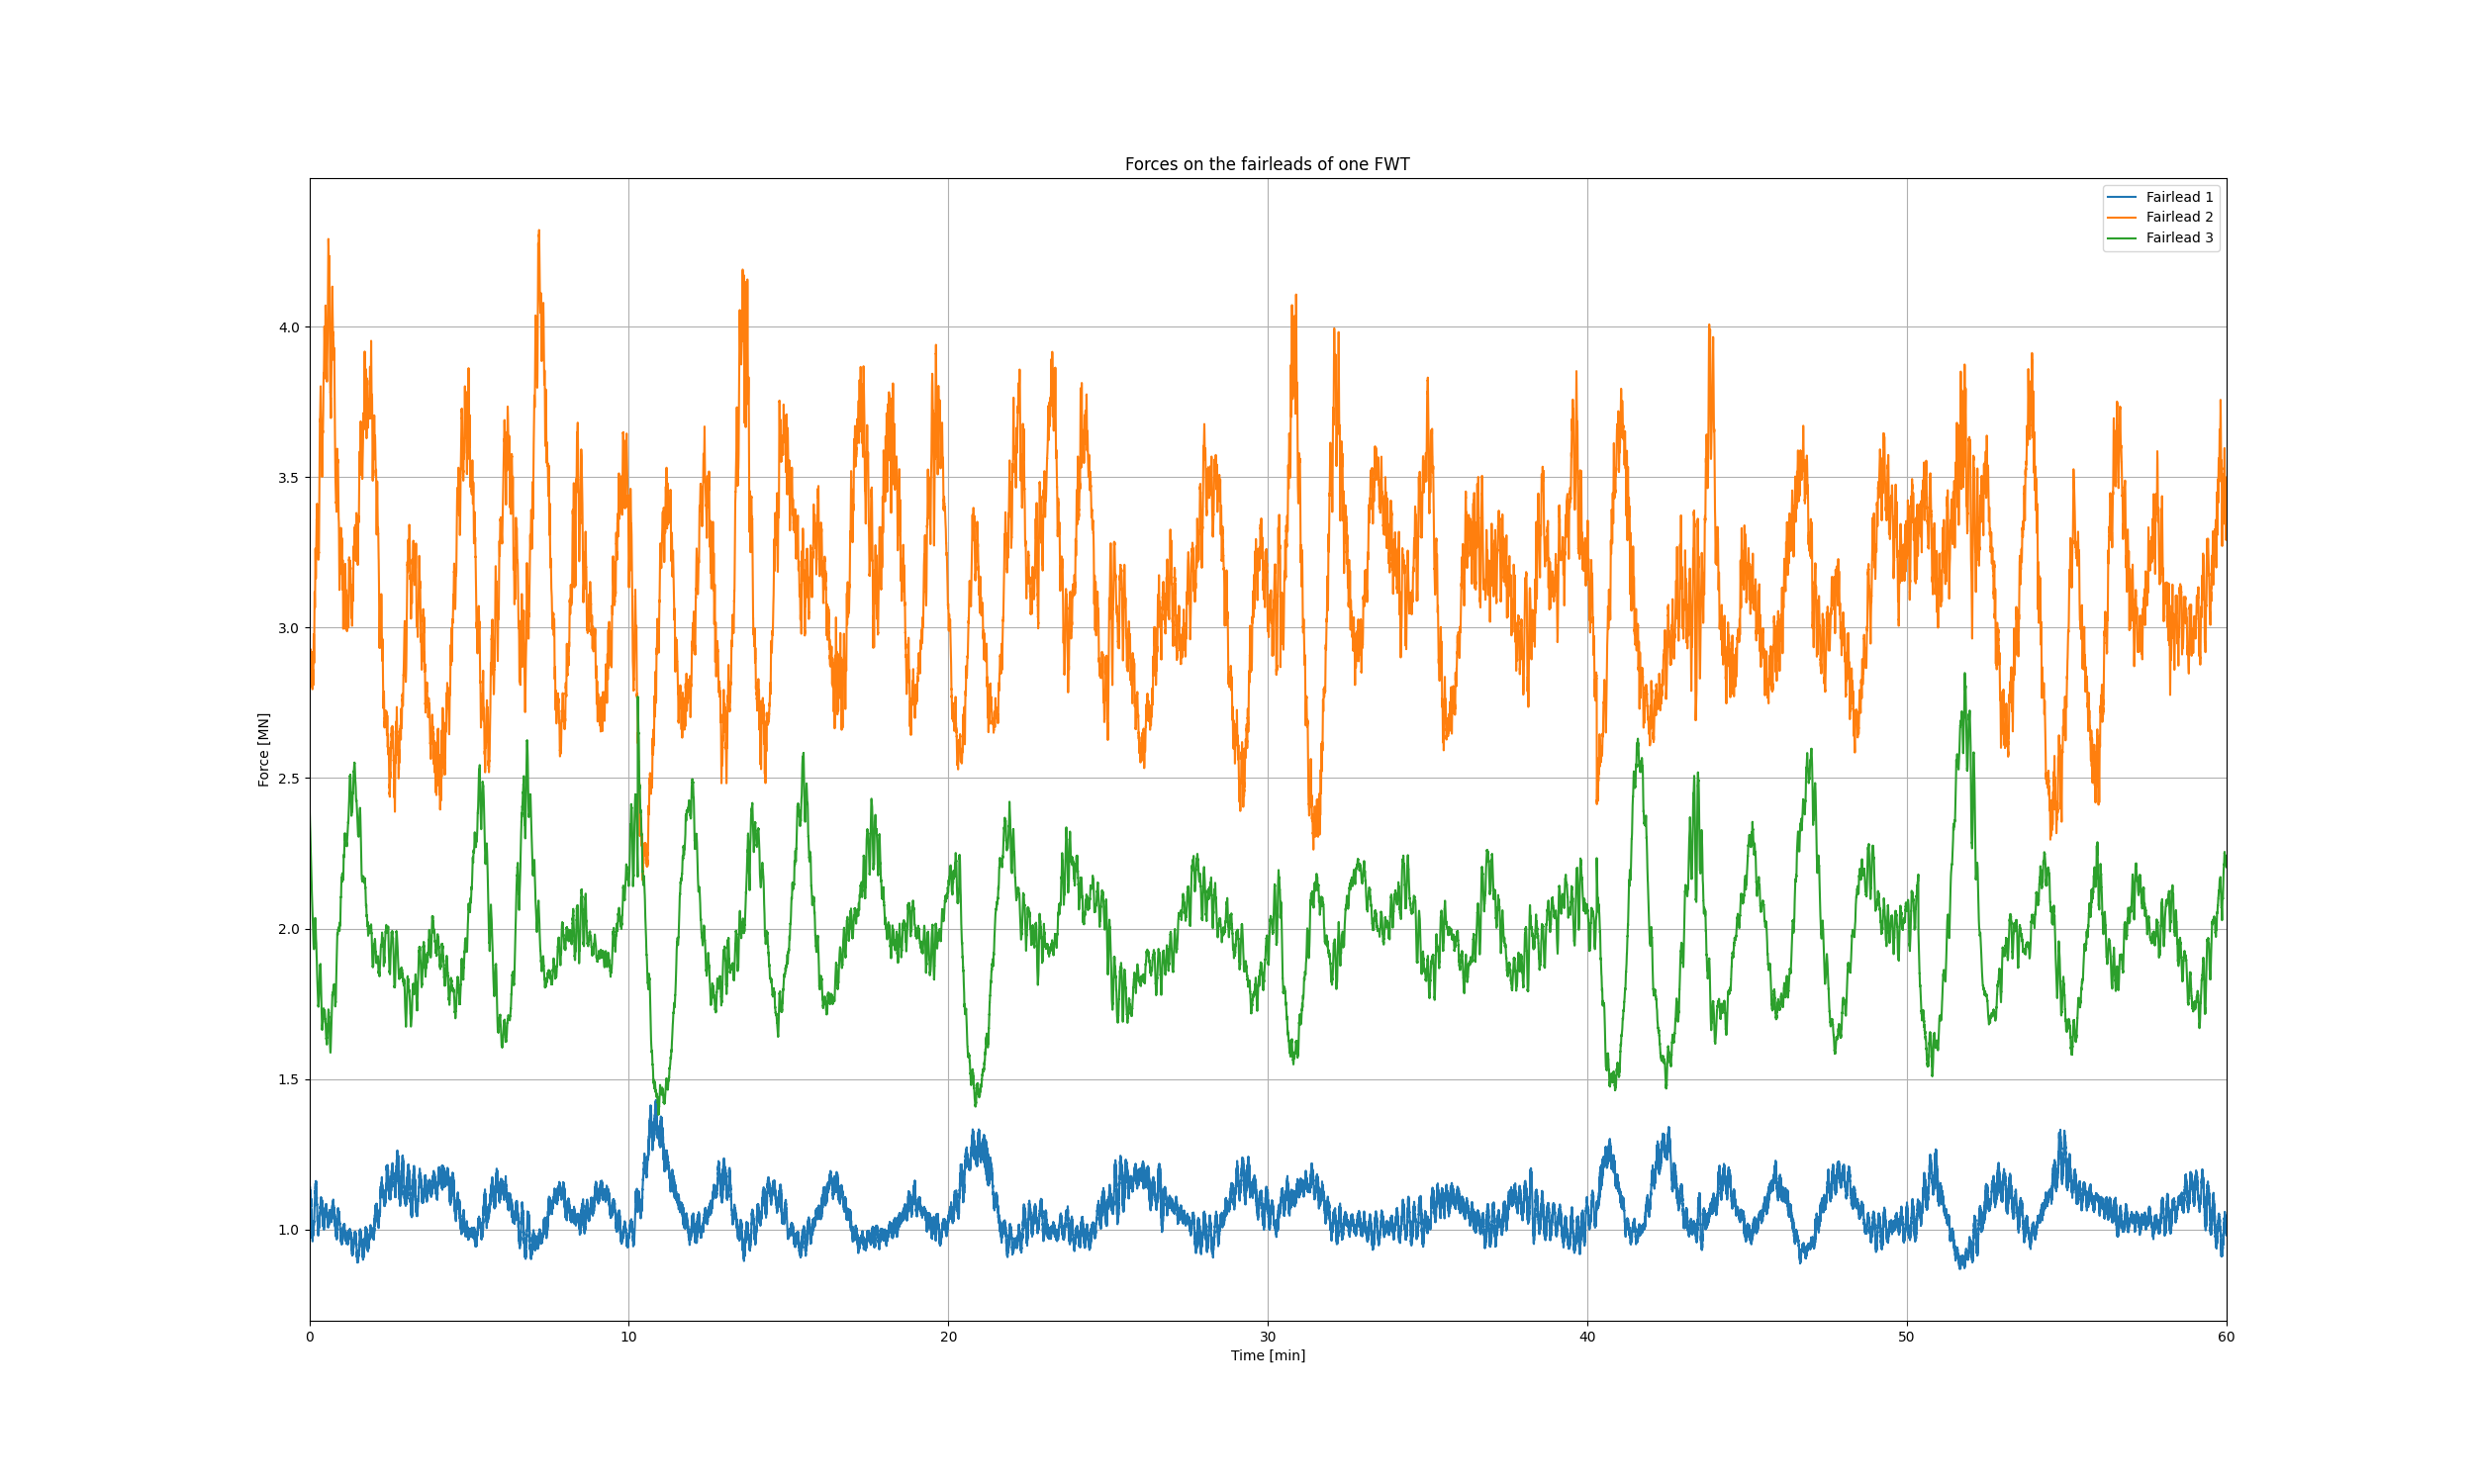 Forces on the fairleads of one FWT
Fairlead 1
Fairlead 2
Fairlead 3
4.0
3.5
3.0
2.5
2.0
1.5
1.0
Force [MN]
0 10 20 30 40 50 60
Time [min]